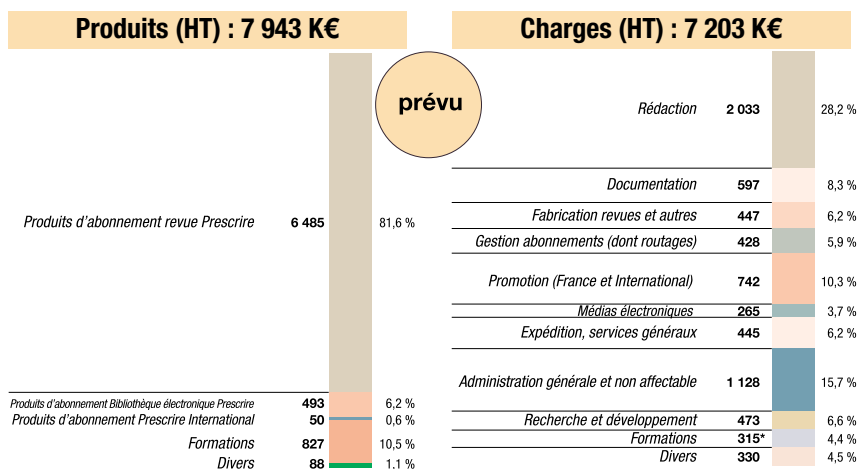 Produits (HT) : 7 943 K€
Produits d'abonnement revue Prescrire 6 485 81,6 %
Produits d'abonnement Bibliothèque électronique Prescrire 493 6,2 %
Produits d'abonnement Prescrire International 50 0,6 %
Formations 827 10,5 %
Divers 88 1,1 %
prévu
Charges (HT) : 7 203 K€
Rédaction 2 033 28,2 %
Documentation 597 8,3 %
Fabrication revues et autres 447 6,2 %
Gestion abonnements (dont routages) 428 5,9 %
Promotion (France et International) 742 10,3 %
Médias électroniques 265 3,7 %
Expédition, services généraux 445 6,2 %
Administration générale et non affectable 1 128 15,7 %
Recherche et développement 473 6,6 %
Formations 315* 4,4 %
Divers 330 4,5 %